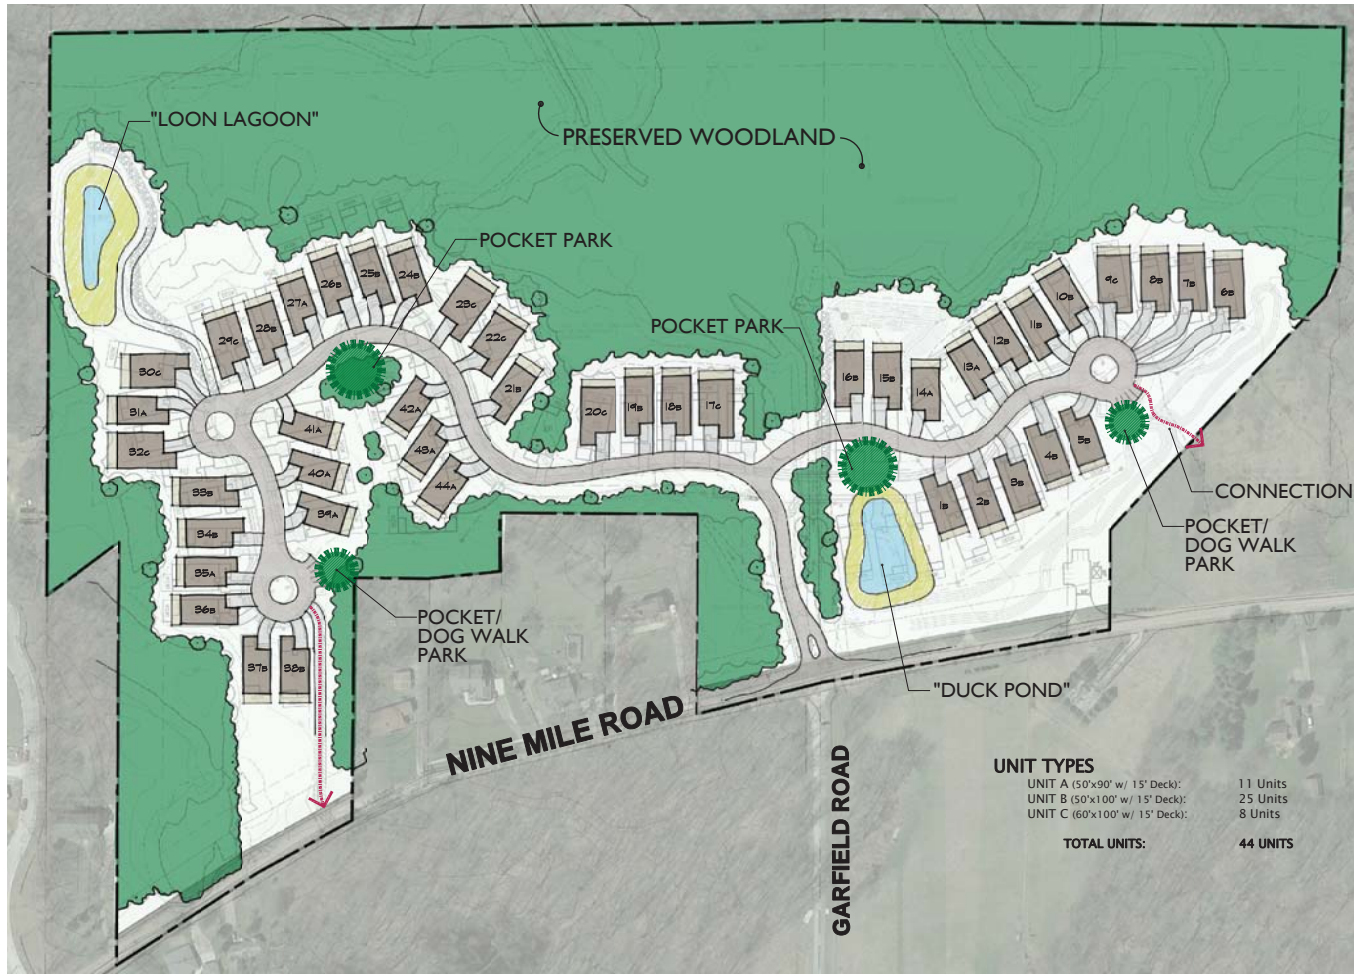 "LOON LAGOON"
PRESERVED WOODLAND
POCKET PARK
POCKET PARK
24B
25B
26B
27A
28B
29C
23C
22C
21B
30C
31A
32C
33B
34B
35A
36B
37B
38B
39A
40A
41A
42A
43A
44A
20C
19B
18B
17C
16B
15B
14A
13A
12B
11B
10B
9C
8B
7B
6B
5B
4B
3B
2B
1B
CONNECTION
POCKET/
DOG WALK
PARK
POCKET/
DOG WALK
PARK
"DUCK POND"
NINE MILE ROAD
GARFIELD ROAD
UNIT TYPES
UNIT A (50'x90' w/ 15' Deck): 11 Units
UNIT B (50'x100' w/ 15' Deck): 25 Units
UNIT C (60'x100' w/ 15' Deck): 8 Units
TOTAL UNITS: 44 UNITS